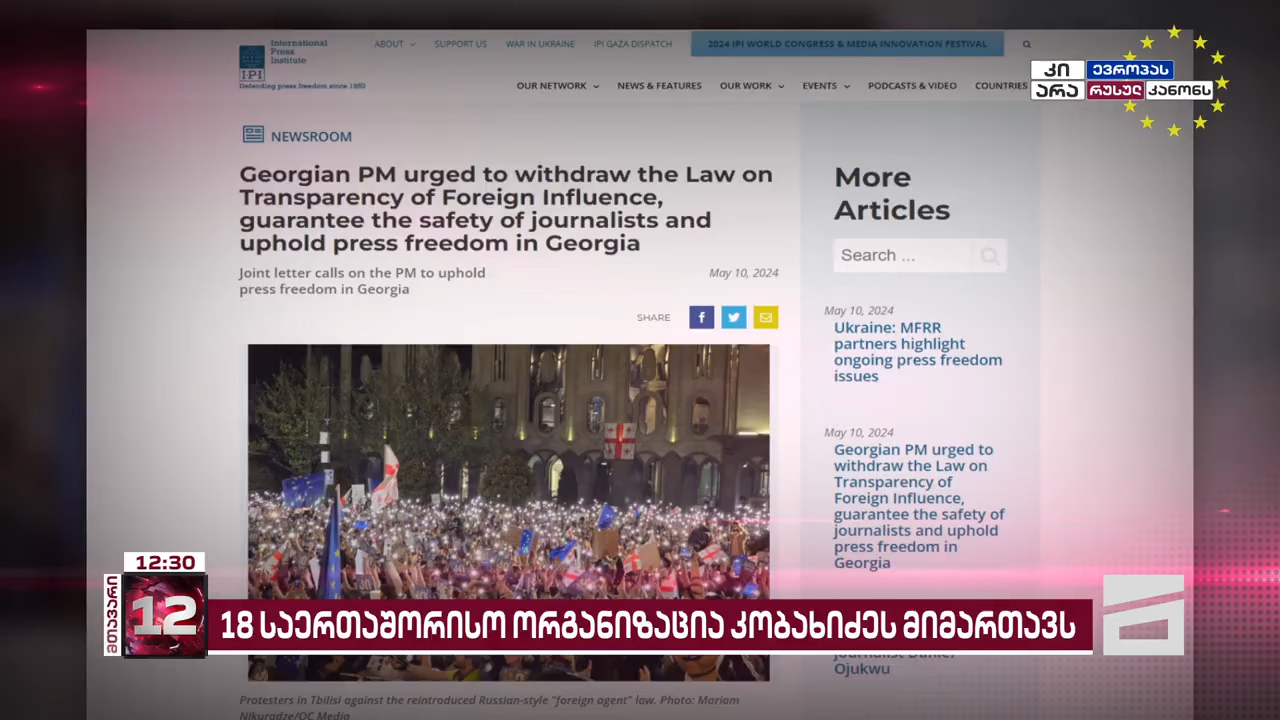 International
Press
Institute
IPI
Defending press freedom since 1950
ABOUT
SUPPORT US
WAR IN UKRAINE
IPI GAZA DISPATCH
2024 IPI WORLD CONGRESS & MEDIA INNOVATION FESTIVAL
OUR NETWORK
NEWS & FEATURES
OUR WORK
EVENTS
PODCASTS & VIDEO
COUNTRIES
კი ევროპას
არა რუსულ კანონს
NEWSROOM
Georgian PM urged to withdraw the Law on
Transparency of Foreign Influence,
guarantee the safety of journalists and
uphold press freedom in Georgia
Joint letter calls on the PM to uphold
press freedom in Georgia
May 10, 2024
SHARE
More
Articles
Search ...
May 10, 2024
Ukraine: MFRR
partners highlight
ongoing press freedom
issues
May 10, 2024
Georgian PM urged to
withdraw the Law on
Transparency of
Foreign Influence,
guarantee the safety of
journalists and uphold
press freedom in
Georgia
journalist Daniel
Ojukwu
12:30
მთავარი
12
18 საერთაშორისო ორგანიზაცია კობახიძეს მიმართავს
Protesters in Tbilisi against the reintroduced Russian-style "foreign agent" law. Photo: Mariam
Nikuradze/OC Media